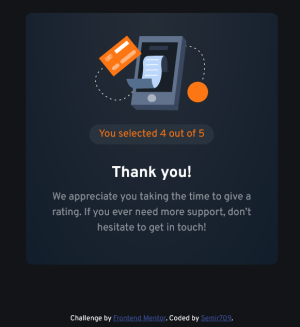 You selected 4 out of 5
Thank you!
We appreciate you taking the time to give a
rating. If you ever need more support, don't
hesitate to get in touch!
Challenge by Frontend Mentor. Coded by Semir709.